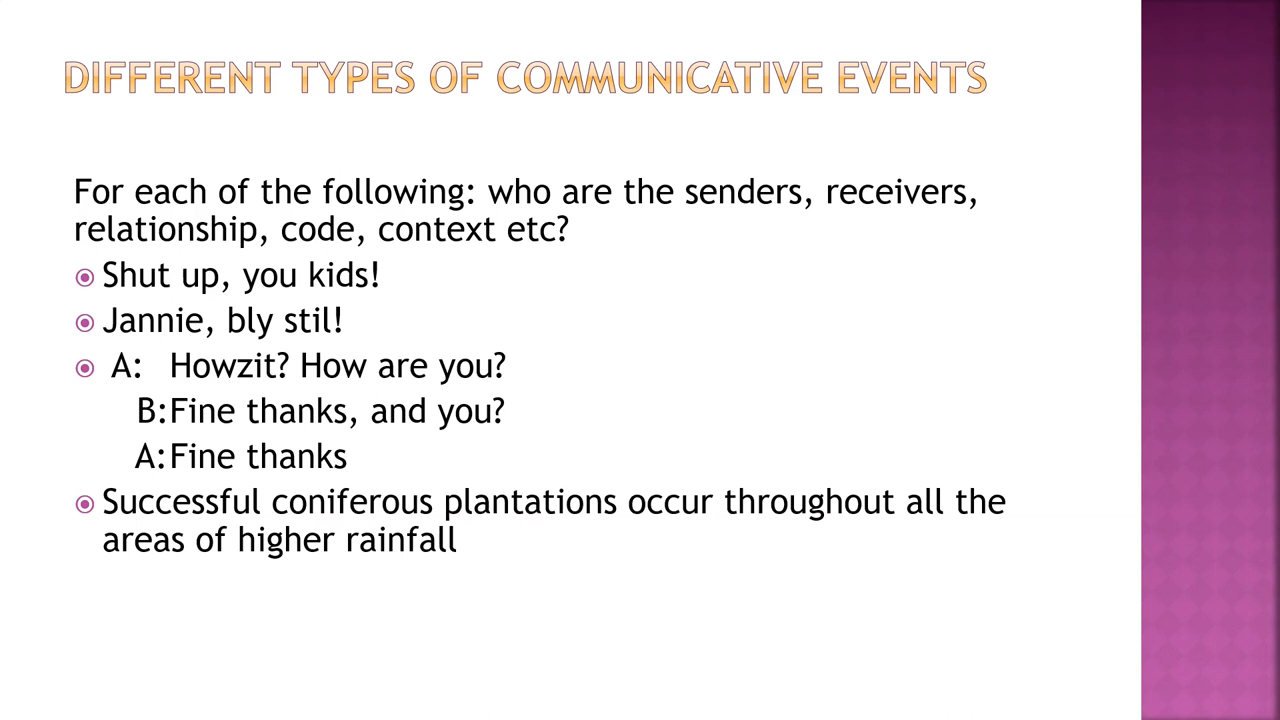 DIFFERENT TYPES OF COMMUNICATIVE EVENTS
For each of the following: who are the senders, receivers,
relationship, code, context etc?
Shut up, you kids!
Jannie, bly stil!
A: Howzit? How are you?
B:Fine thanks, and you?
A:Fine thanks
Successful coniferous plantations occur throughout all the
areas of higher rainfall